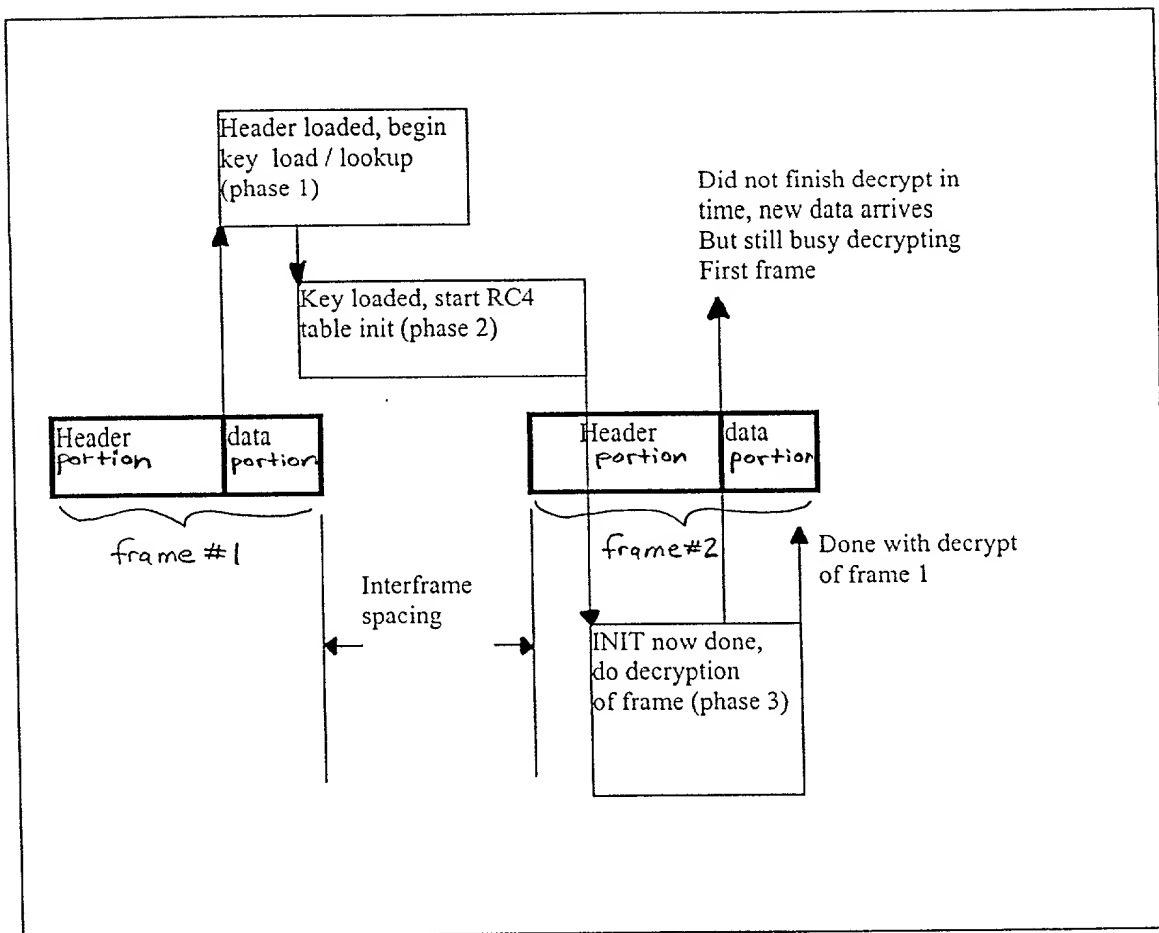 Header loaded, begin
key load / lookup
(phase 1)
Did not finish decrypt in
time, new data arrives
But still busy decrypting
First frame
Key loaded, start RC4
table init (phase 2)
Header
portion
data
portion
Header
portion
data
portion
frame #1
frame#2
Done with decrypt
of frame 1
Interframe
spacing
INIT now done,
do decryption
of frame (phase 3)